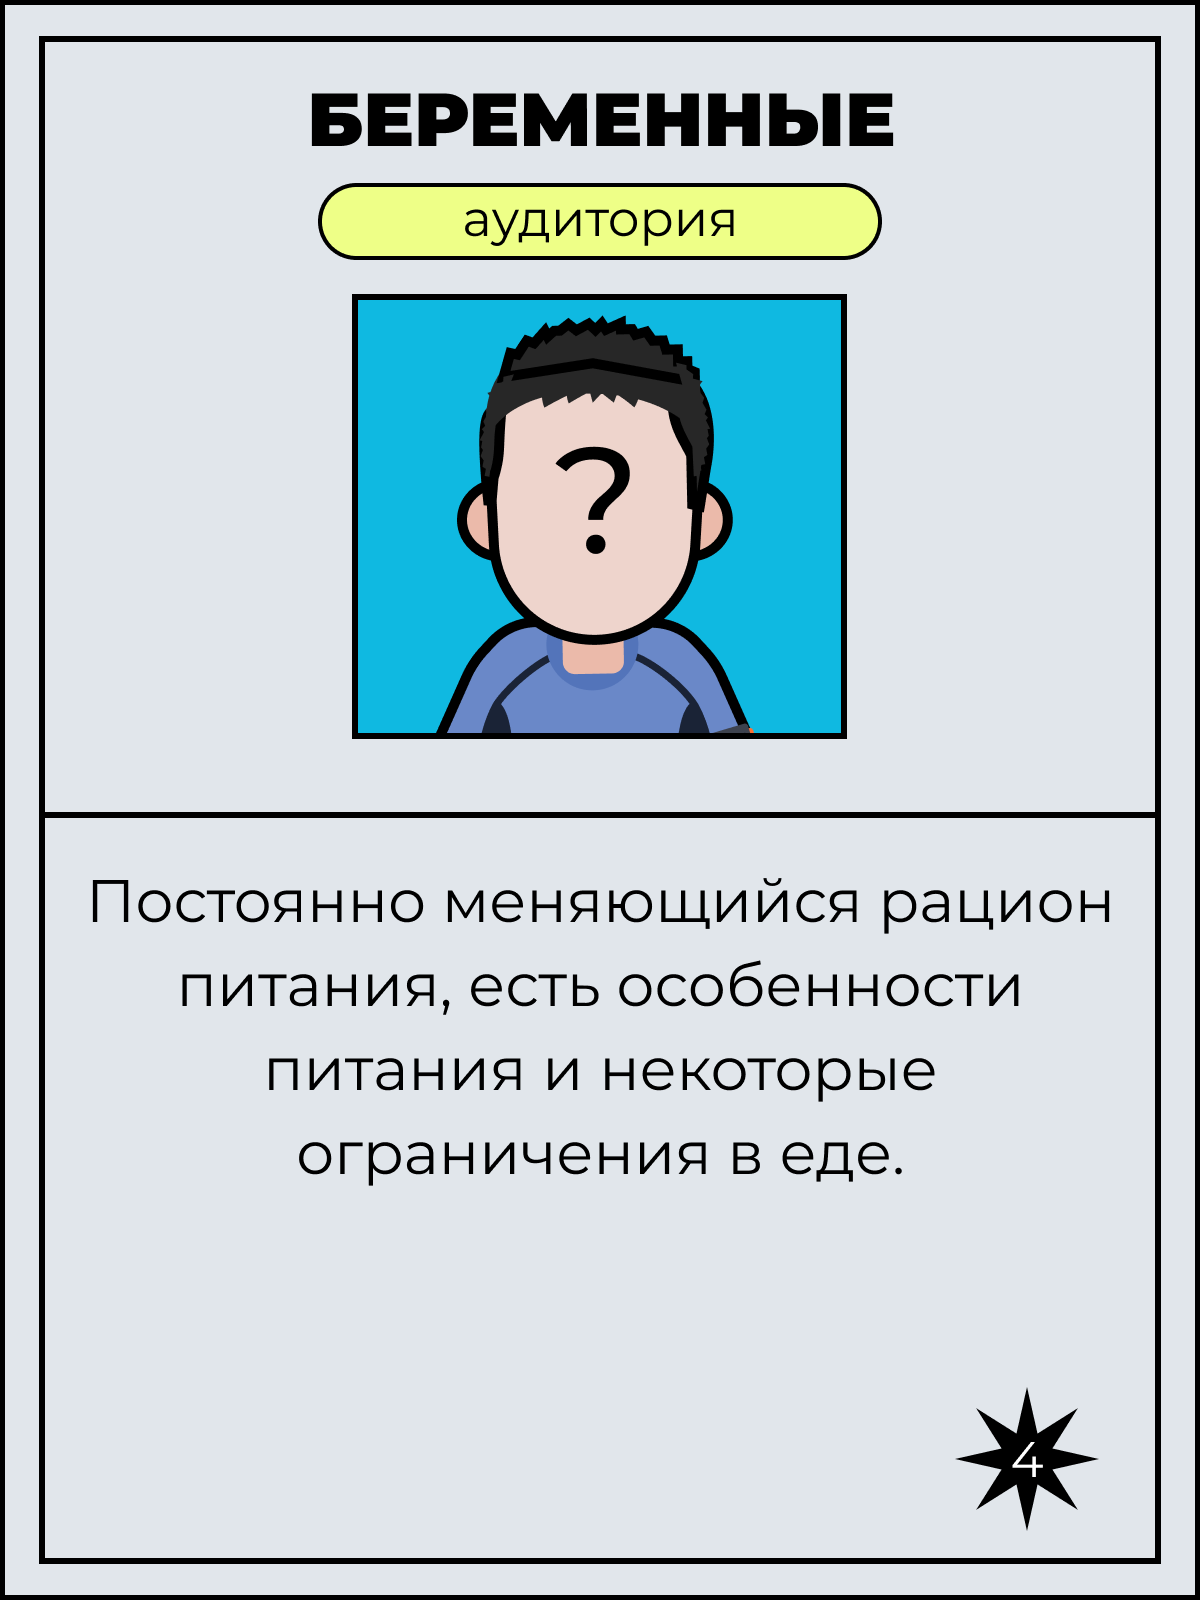 БЕРЕМЕННЫЕ
аудитория
?
Постоянно меняющийся рацион
питания, есть особенности
питания и некоторые
ограничения в еде.
4